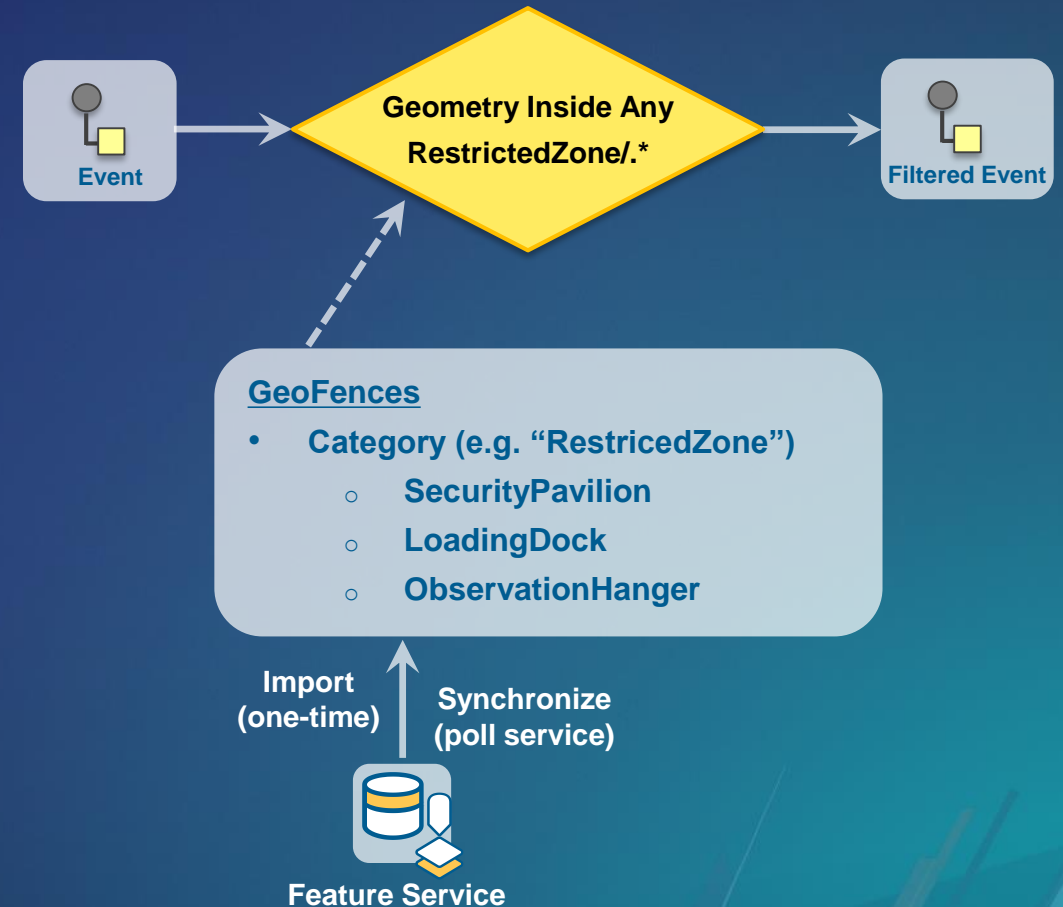 Event
Geometry Inside Any
RestrictedZone/.*
Filtered Event
GeoFences
• Category (e.g. “RestricedZone”)
o SecurityPavilion
o LoadingDock
o ObservationHanger
Import
(one-time)
Synchronize
(poll service)
Feature Service